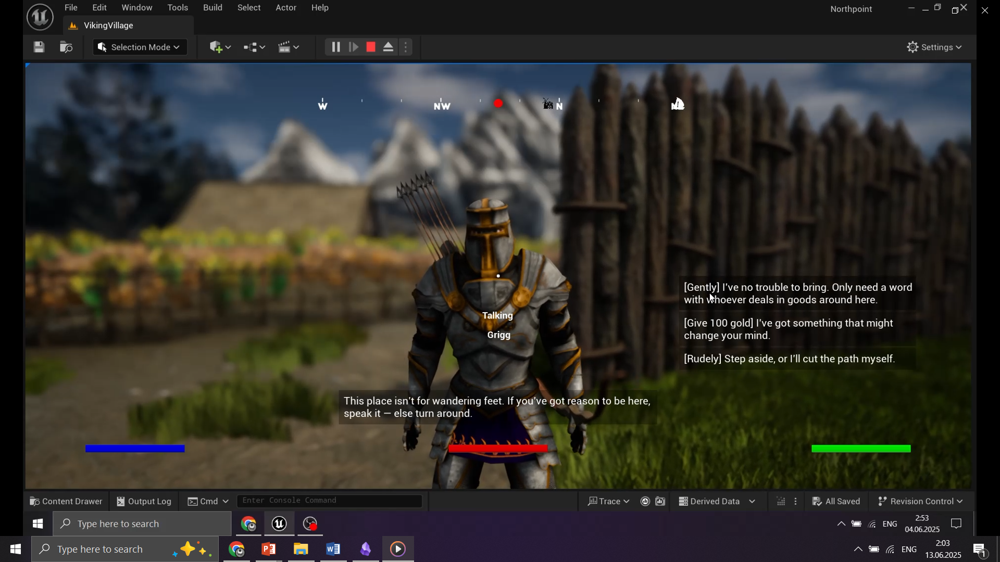 File Edit Window Tools Build Select Actor Help
Northpoint
VikingVillage
Selection Mode
Settings
W NW N
[Gently] I've no trouble to bring. Only need a word
with whoever deals in goods around here.
[Give 100 gold] I've got something that might
change your mind.
[Rudely] Step aside, or I'll cut the path myself.
Talking
Grigg
This place isn't for wandering feet. If you've got reason to be here,
speak it — else turn around.
Content Drawer Output Log Cmd Enter Console Command Trace Derived Data All Saved Revision Control
Type here to search
ENG
2:53
04.06.2025
Type here to search
ENG
2:03
13.06.2025
1